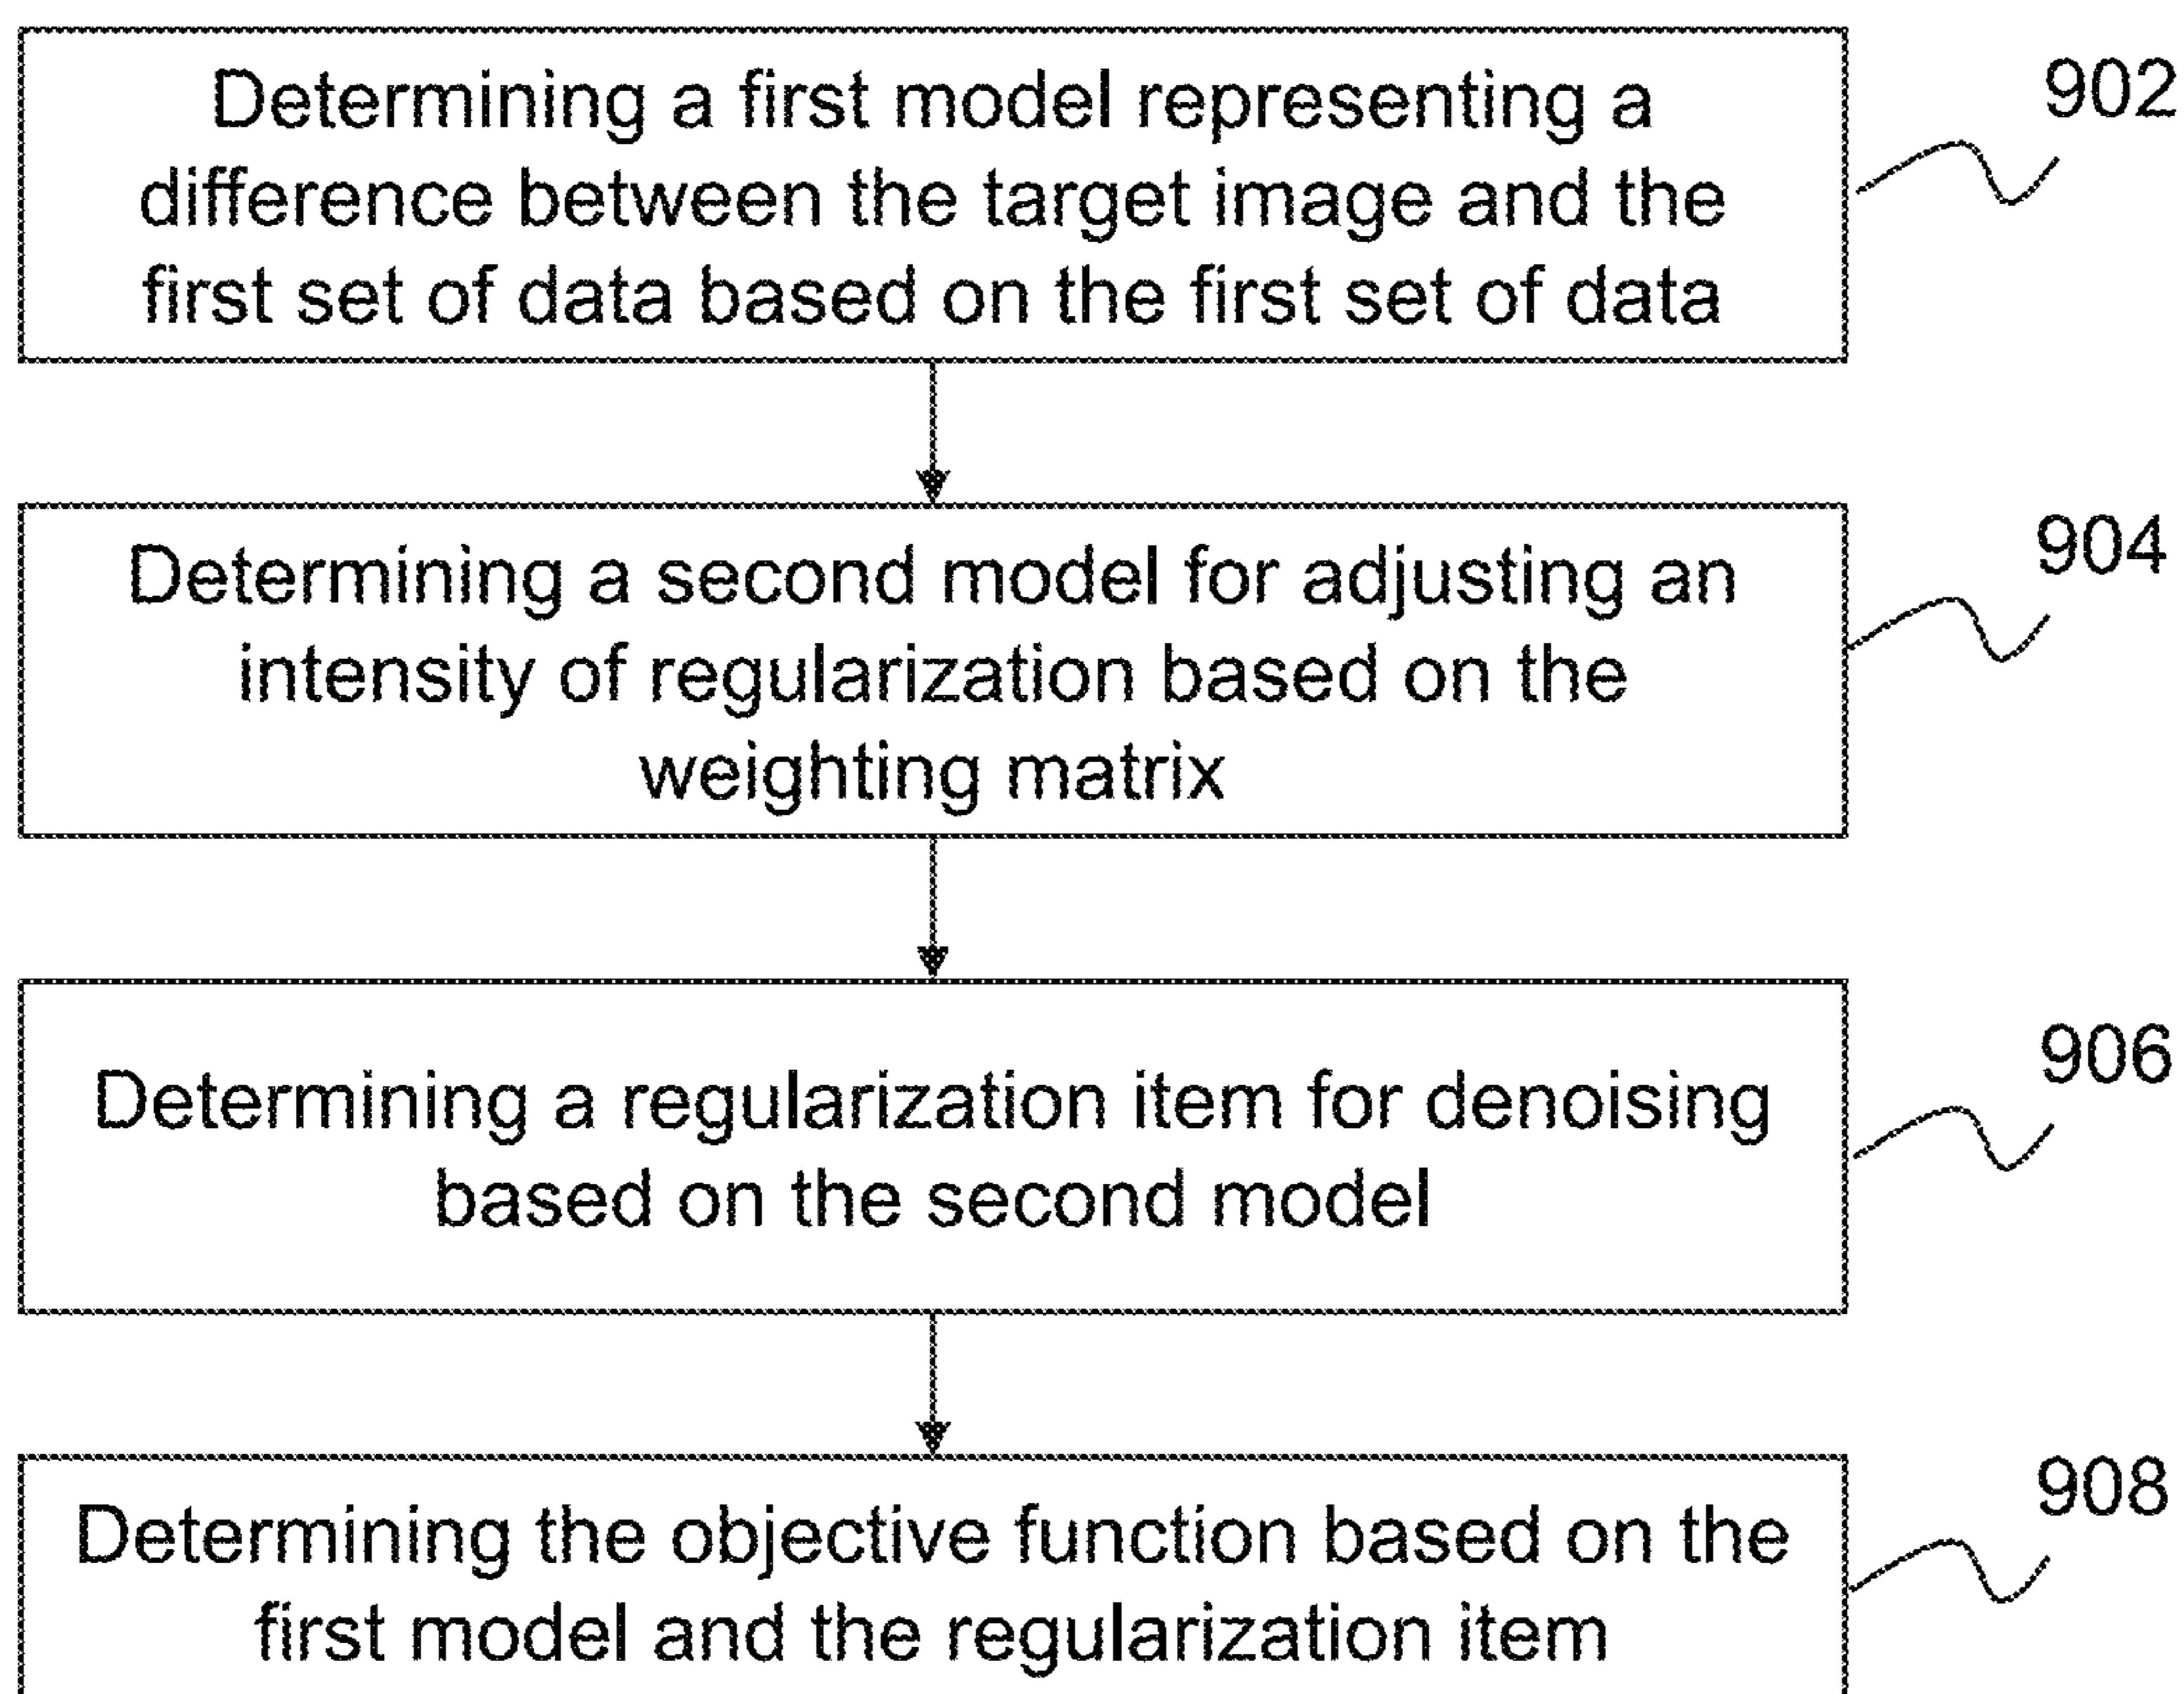 Determining a first model representing a
difference between the target image and the
first set of data based on the first set of data
902
Determining a second model for adjusting an
intensity of regularization based on the
weighting matrix
904
Determining a regularization item for denoising
based on the second model
906
Determining the objective function based on the
first model and the regularization item
908